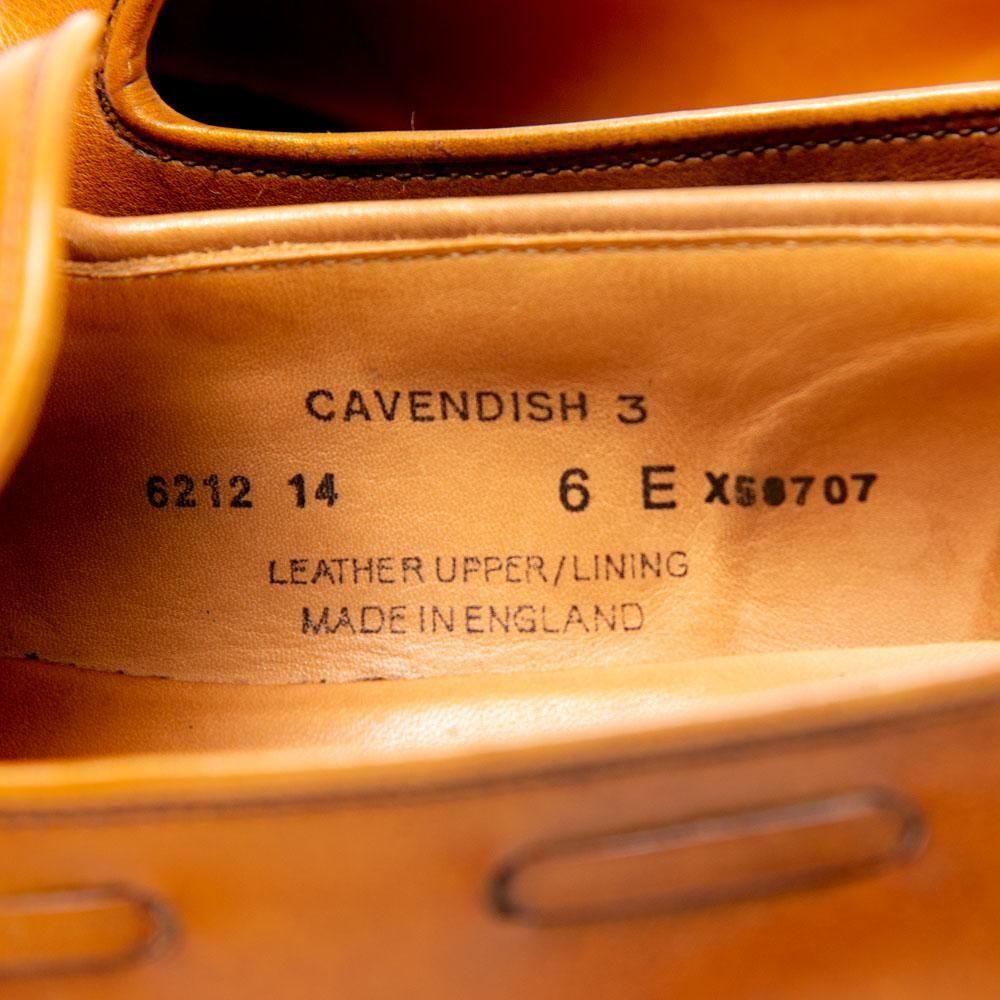 CAVENDISH 3
6212 14 6 E
LEATHER UPPER/LINING
MADE IN ENGLAND